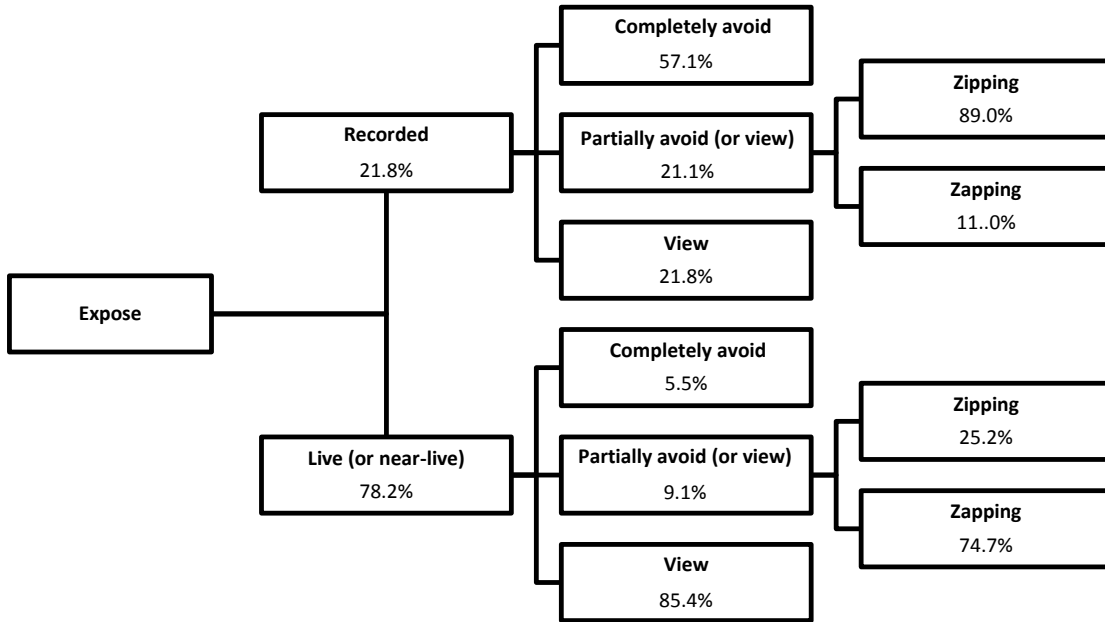 Expose
Recorded
21.8%
Completely avoid
57.1%
Partially avoid (or view)
21.1%
Zipping
89.0%
Zapping
11..0%
View
21.8%
Live (or near-live)
78.2%
Completely avoid
5.5%
Partially avoid (or view)
9.1%
Zipping
25.2%
Zapping
74.7%
View
85.4%